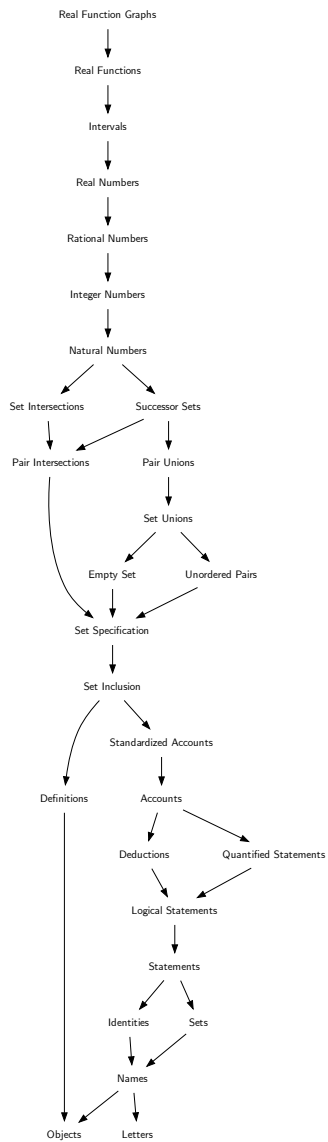 Real Function Graphs
Real Functions
Intervals
Real Numbers
Rational Numbers
Integer Numbers
Natural Numbers
Set Intersections
Successor Sets
Pair Intersections
Pair Unions
Set Unions
Empty Set
Unordered Pairs
Set Specification
Set Inclusion
Standardized Accounts
Definitions
Accounts
Deductions
Quantified Statements
Logical Statements
Statements
Identities
Sets
Names
Objects
Letters